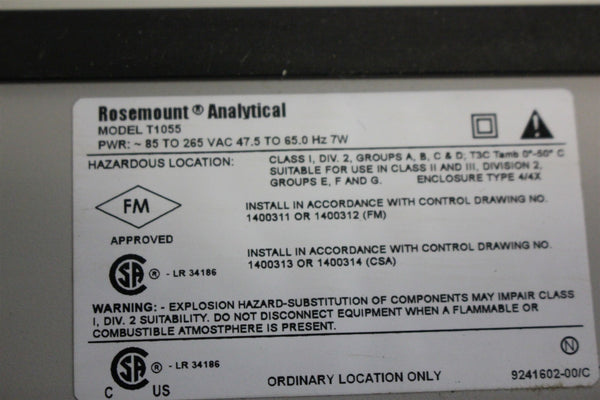 Rosemount ® Analytical
MODEL T1055
PWR: ~ 85 TO 265 VAC 47.5 TO 65.0 Hz 7W
HAZARDOUS LOCATION: CLASS I, DIV. 2, GROUPS A, B, C & D; T3C Tamb 0°-50° C
SUITABLE FOR USE IN CLASS II AND III, DIVISION 2,
GROUPS E, F AND G. ENCLOSURE TYPE 4/4X
FM
APPROVED
INSTALL IN ACCORDANCE WITH CONTROL DRAWING NO.
1400311 OR 1400312 (FM)
SA ® - LR 34186
INSTALL IN ACCORDANCE WITH CONTROL DRAWING NO.
1400313 OR 1400314 (CSA)
WARNING: - EXPLOSION HAZARD-SUBSTITUTION OF COMPONENTS MAY IMPAIR CLASS
I, DIV. 2 SUITABILITY. DO NOT DISCONNECT EQUIPMENT WHEN A FLAMMABLE OR
COMBUSTIBLE ATMOSTPHERE IS PRESENT.
SA ® - LR 34186
C US
ORDINARY LOCATION ONLY
N
9241602-00/C